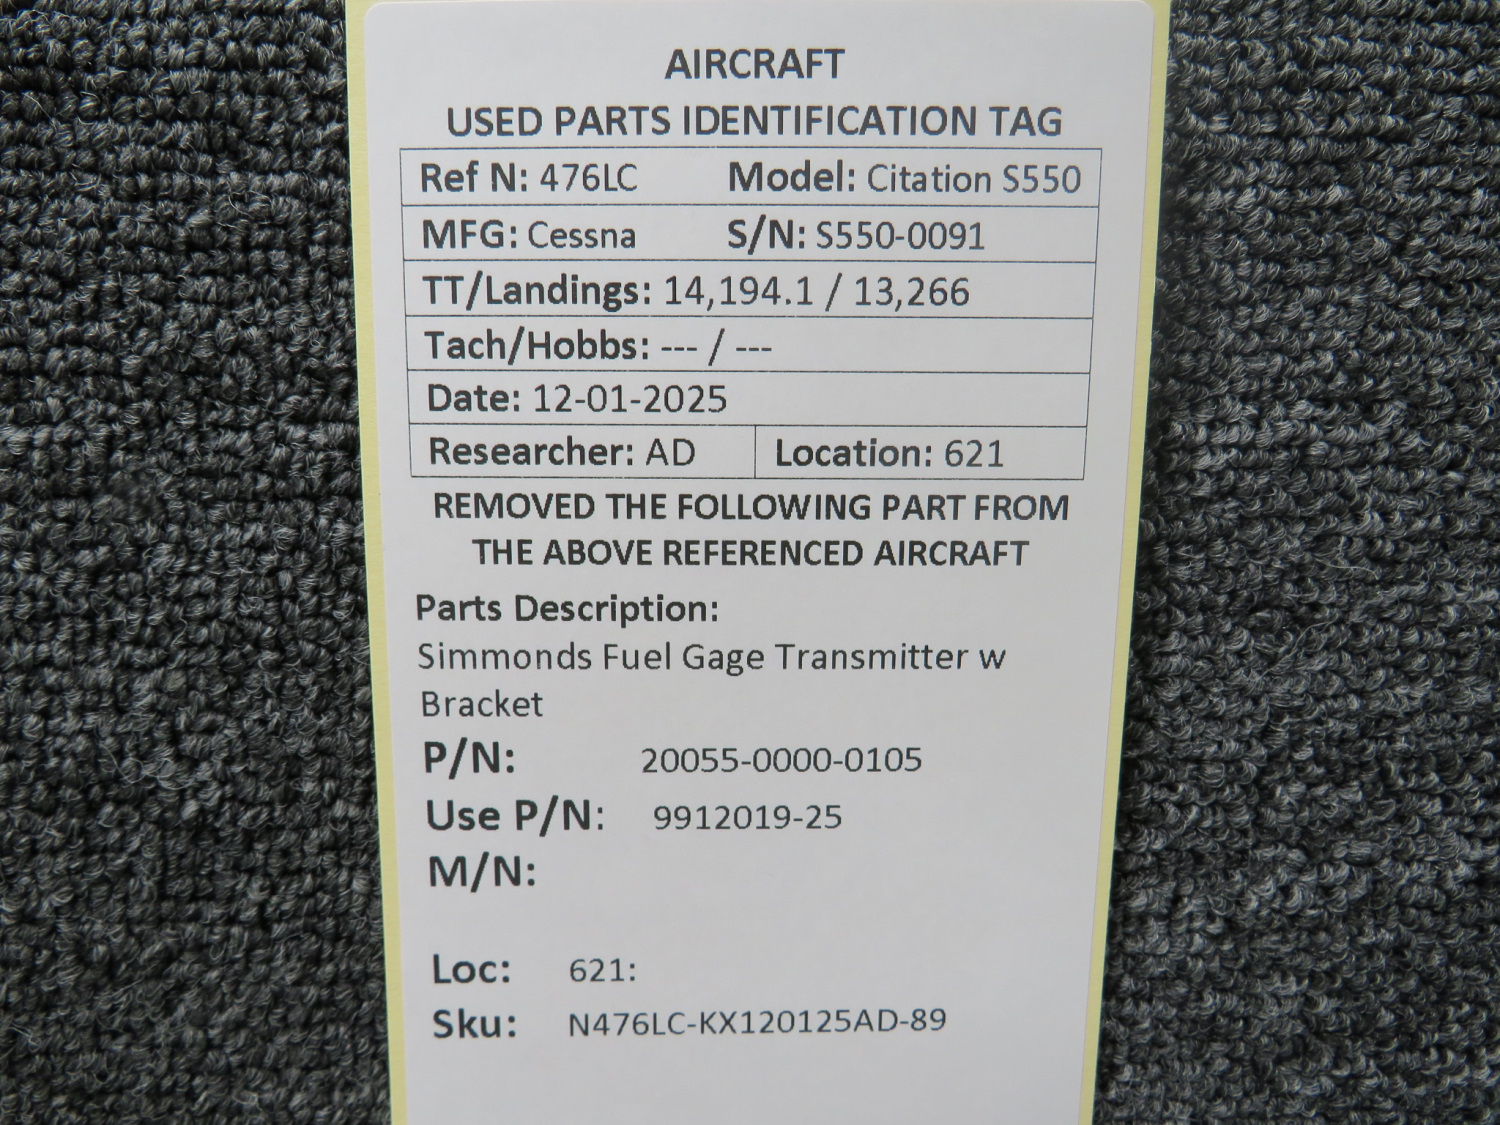 AIRCRAFT
USED PARTS IDENTIFICATION TAG
Ref N: 476LC Model: Citation S550
MFG: Cessna S/N: S550-0091
TT/Landings: 14,194.1 / 13,266
Tach/Hobbs: --- / ---
Date: 12-01-2025
Researcher: AD Location: 621
REMOVED THE FOLLOWING PART FROM
THE ABOVE REFERENCED AIRCRAFT
Parts Description:
Simmonds Fuel Gage Transmitter w
Bracket
P/N: 20055-0000-0105
Use P/N: 9912019-25
M/N:
Loc: 621:
Sku: N476LC-KX120125AD-89